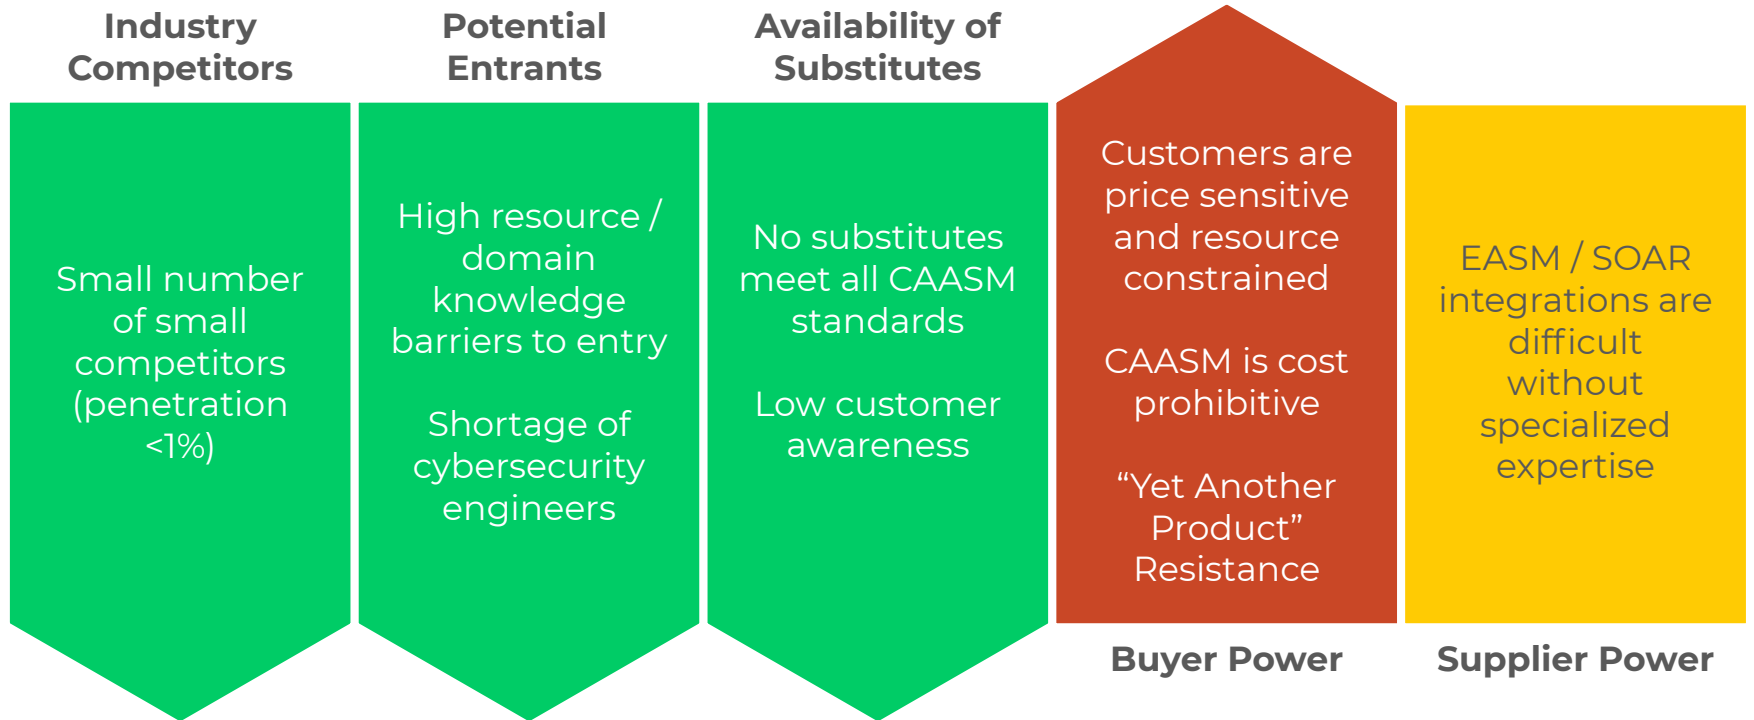 Industry
Competitors
Small number
of small
competitors
(penetration
<1%)
Potential
Entrants
High resource /
domain
knowledge
barriers to entry
Shortage of
cybersecurity
engineers
Availability of
Substitutes
No substitutes
meet all CAASM
standards
Low customer
awareness
Customers are
price sensitive
and resource
constrained
CAASM is cost
prohibitive
“Yet Another
Product”
Resistance
Buyer Power
EASM / SOAR
integrations are
difficult
without
specialized
expertise
Supplier Power